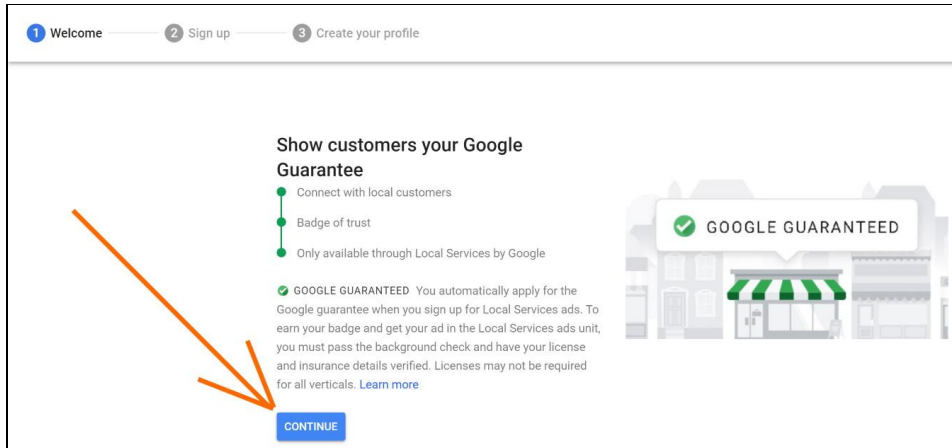 1 Welcome 2 Sign up 3 Create your profile
Show customers your Google
Guarantee
Connect with local customers
Badge of trust
Only available through Local Services by Google
GOOGLE GUARANTEED You automatically apply for the
Google guarantee when you sign up for Local Services ads. To
earn your badge and get your ad in the Local Services ads unit,
you must pass the background check and have your license
and insurance details verified. Licenses may not be required
for all verticals. Learn more
CONTINUE
GOOGLE GUARANTEED